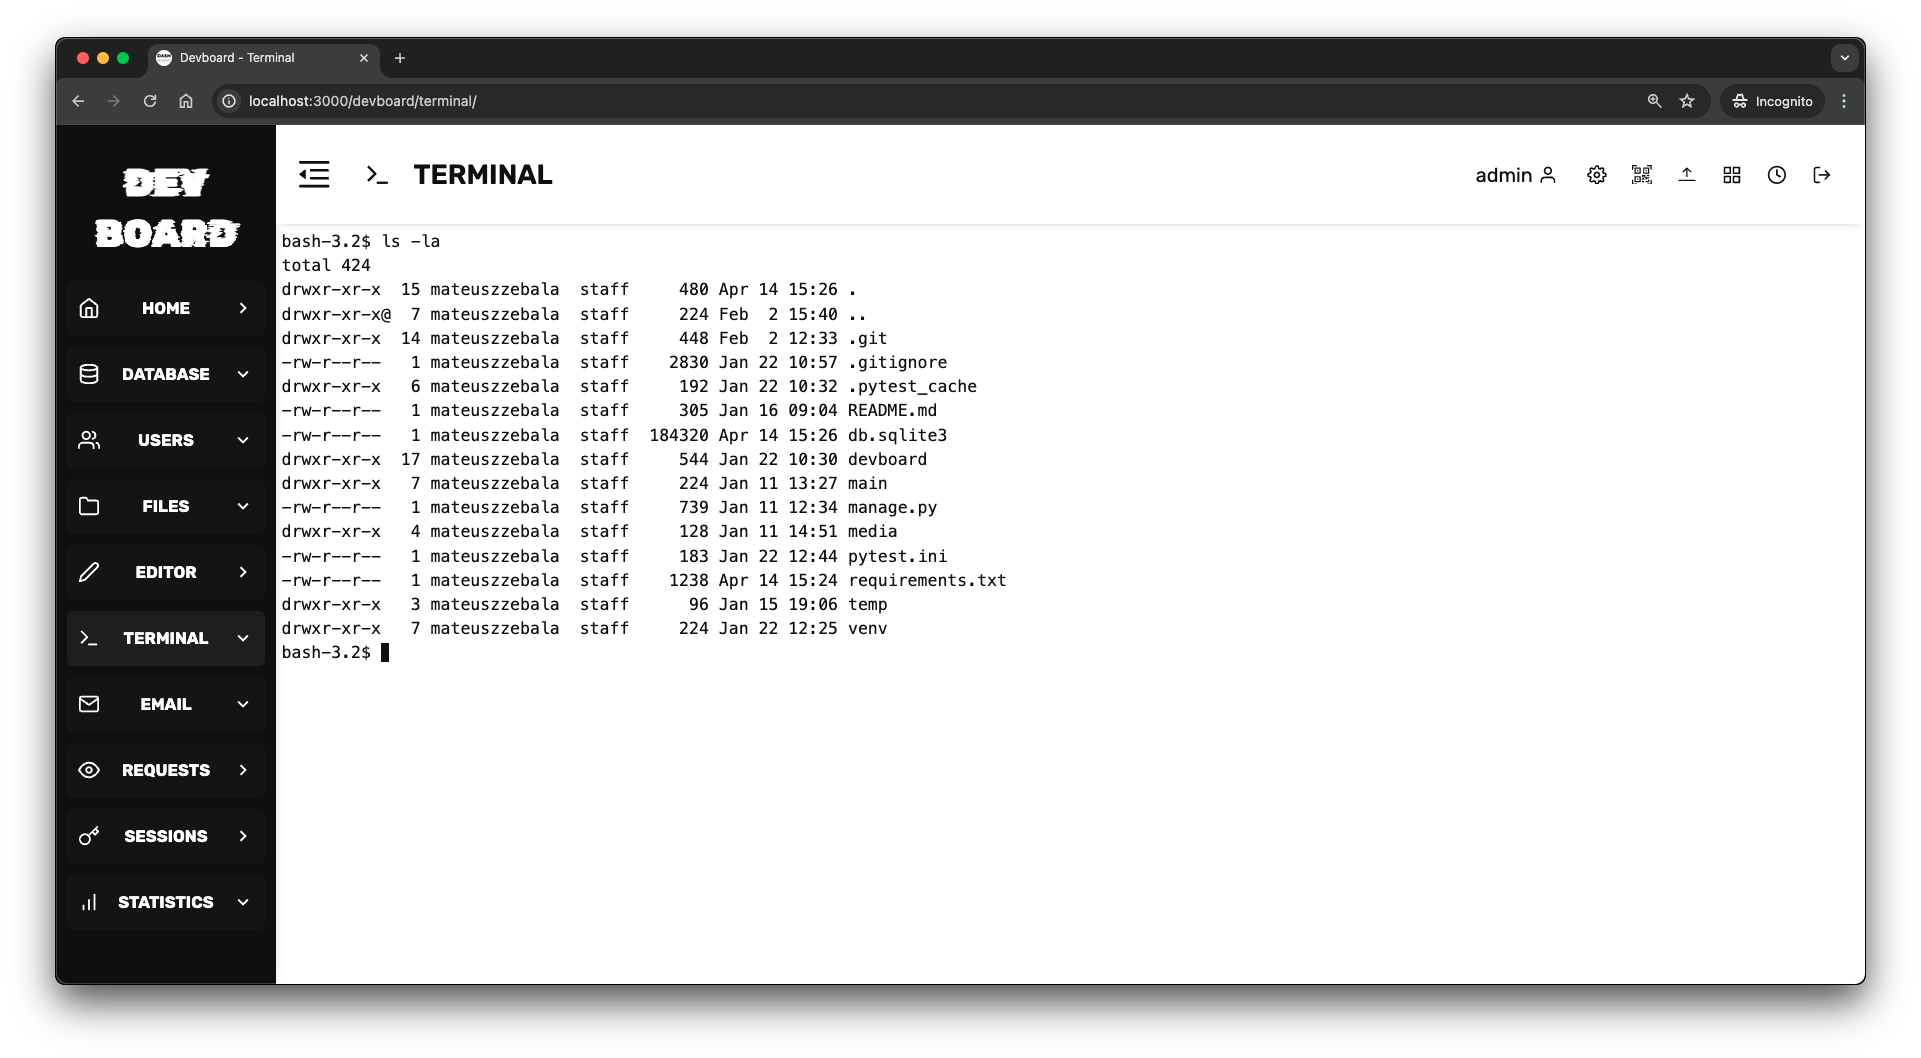 Devboard - Terminal
localhost:3000/devboard/terminal/
Incognito
DEV
BOARD
HOME
DATABASE
USERS
FILES
EDITOR
TERMINAL
EMAIL
REQUESTS
SESSIONS
STATISTICS
TERMINAL
admin
bash-3.2$ ls -la
total 424
drwxr-xr-x  15 mateuszzebala  staff     480 Apr 14 15:26 .
drwxr-xr-x@  7 mateuszzebala  staff     224 Feb  2 15:40 ..
drwxr-xr-x  14 mateuszzebala  staff     448 Feb  2 12:33 .git
-rw-r--r--   1 mateuszzebala  staff    2830 Jan 22 10:57 .gitignore
drwxr-xr-x   6 mateuszzebala  staff     192 Jan 22 10:32 .pytest_cache
-rw-r--r--   1 mateuszzebala  staff     305 Jan 16 09:04 README.md
-rw-r--r--   1 mateuszzebala  staff  184320 Apr 14 15:26 db.sqlite3
drwxr-xr-x  17 mateuszzebala  staff     544 Jan 22 10:30 devboard
drwxr-xr-x   7 mateuszzebala  staff     224 Jan 11 13:27 main
-rw-r--r--   1 mateuszzebala  staff     739 Jan 11 12:34 manage.py
drwxr-xr-x   4 mateuszzebala  staff     128 Jan 11 14:51 media
-rw-r--r--   1 mateuszzebala  staff     183 Jan 22 12:44 pytest.ini
-rw-r--r--   1 mateuszzebala  staff    1238 Apr 14 15:24 requirements.txt
drwxr-xr-x   3 mateuszzebala  staff      96 Jan 15 19:06 temp
drwxr-xr-x   7 mateuszzebala  staff     224 Jan 22 12:25 venv
bash-3.2$